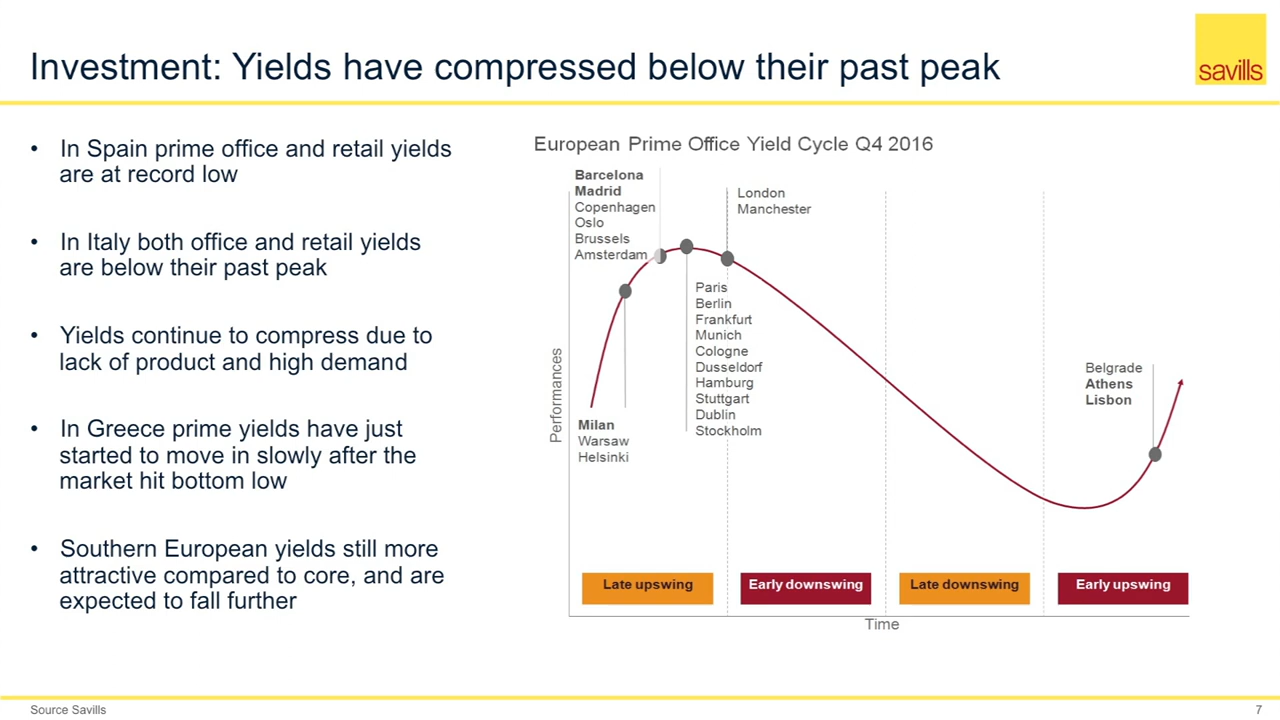 Investment: Yields have compressed below their past peak
savills
• In Spain prime office and retail yields
are at record low
• In Italy both office and retail yields
are below their past peak
• Yields continue to compress due to
lack of product and high demand
• In Greece prime yields have just
started to move in slowly after the
market hit bottom low
• Southern European yields still more
attractive compared to core, and are
expected to fall further
European Prime Office Yield Cycle Q4 2016
Barcelona
Madrid
Copenhagen
Oslo
Brussels
Amsterdam
London
Manchester
Paris
Berlin
Frankfurt
Munich
Cologne
Dusseldorf
Hamburg
Stuttgart
Dublin
Stockholm
Milan
Warsaw
Helsinki
Belgrade
Athens
Lisbon
Performances
Late upswing
Early downswing
Late downswing
Early upswing
Time
Source Savills
7